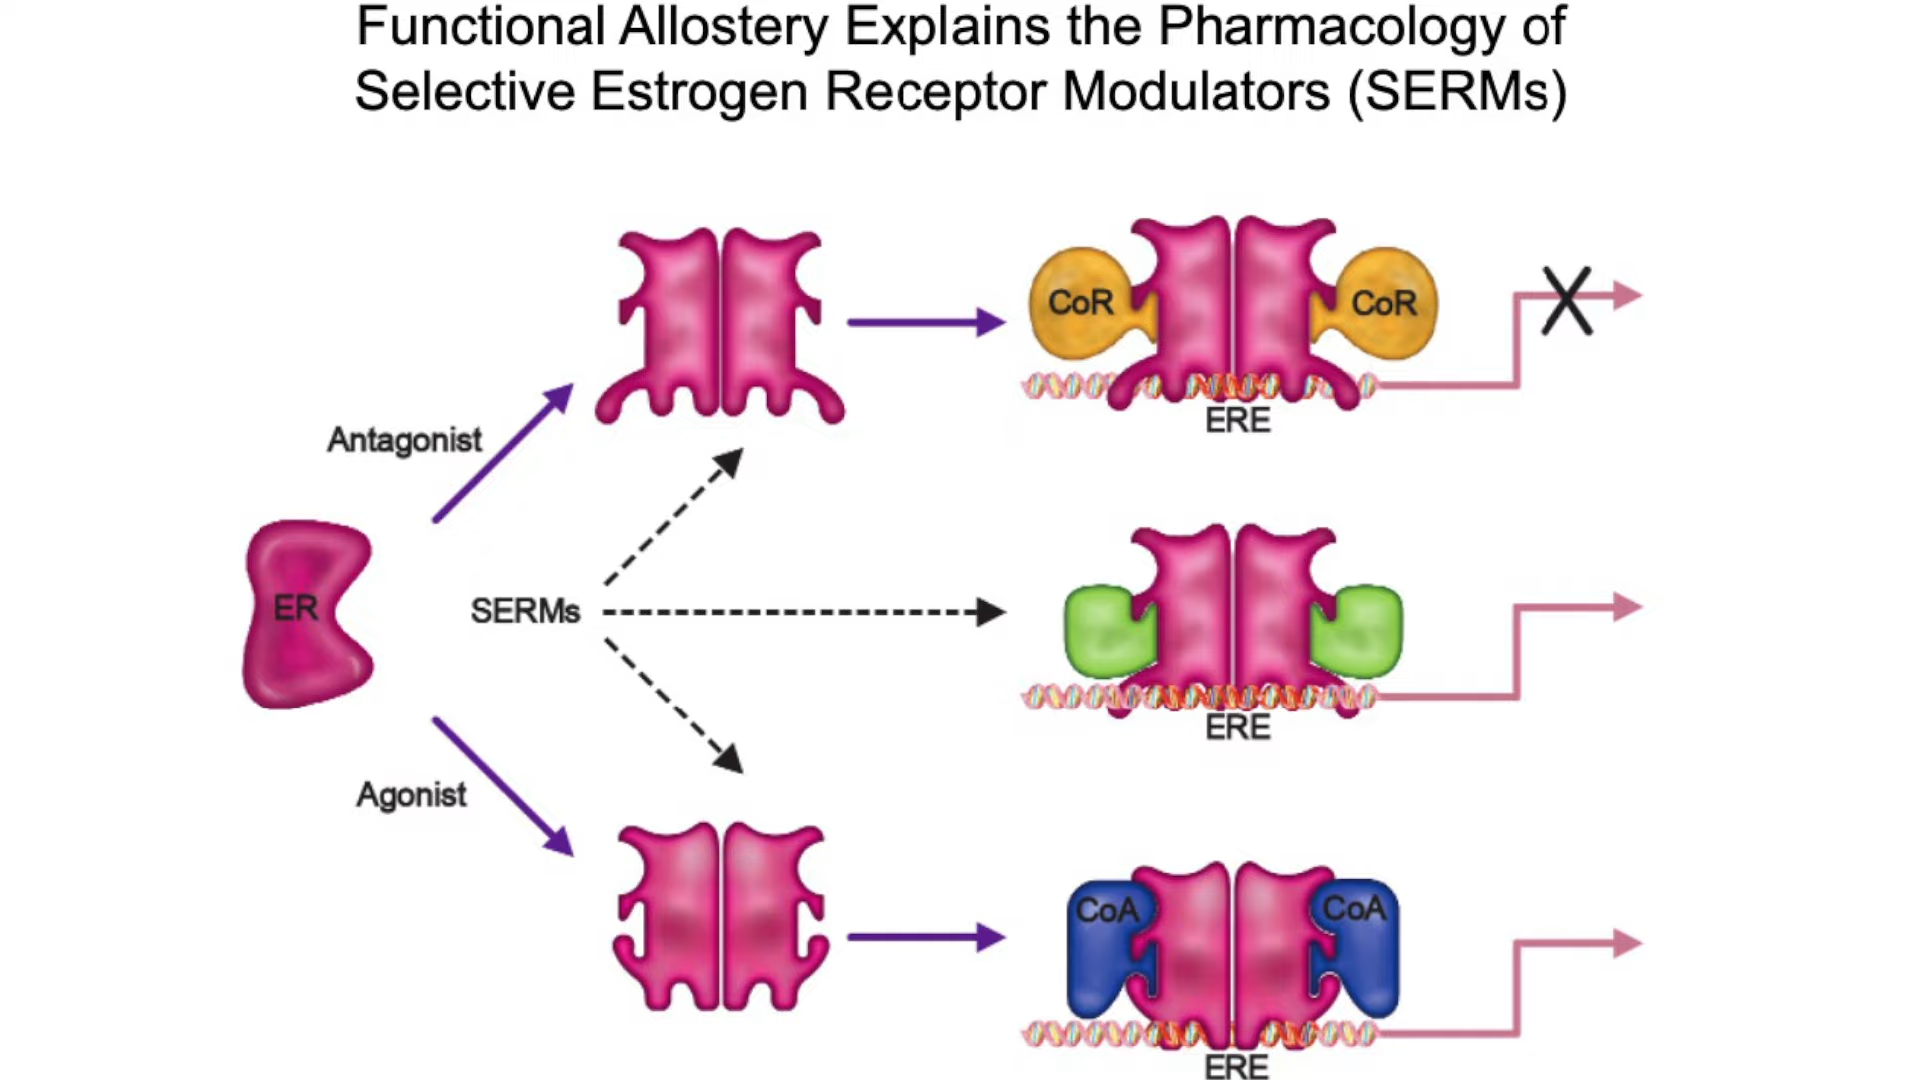 Functional Allostery Explains the Pharmacology of
Selective Estrogen Receptor Modulators (SERMs)
CoR
CoR
ERE
Antagonist
ER
SERMs
ERE
Agonist
CoA
CoA
ERE